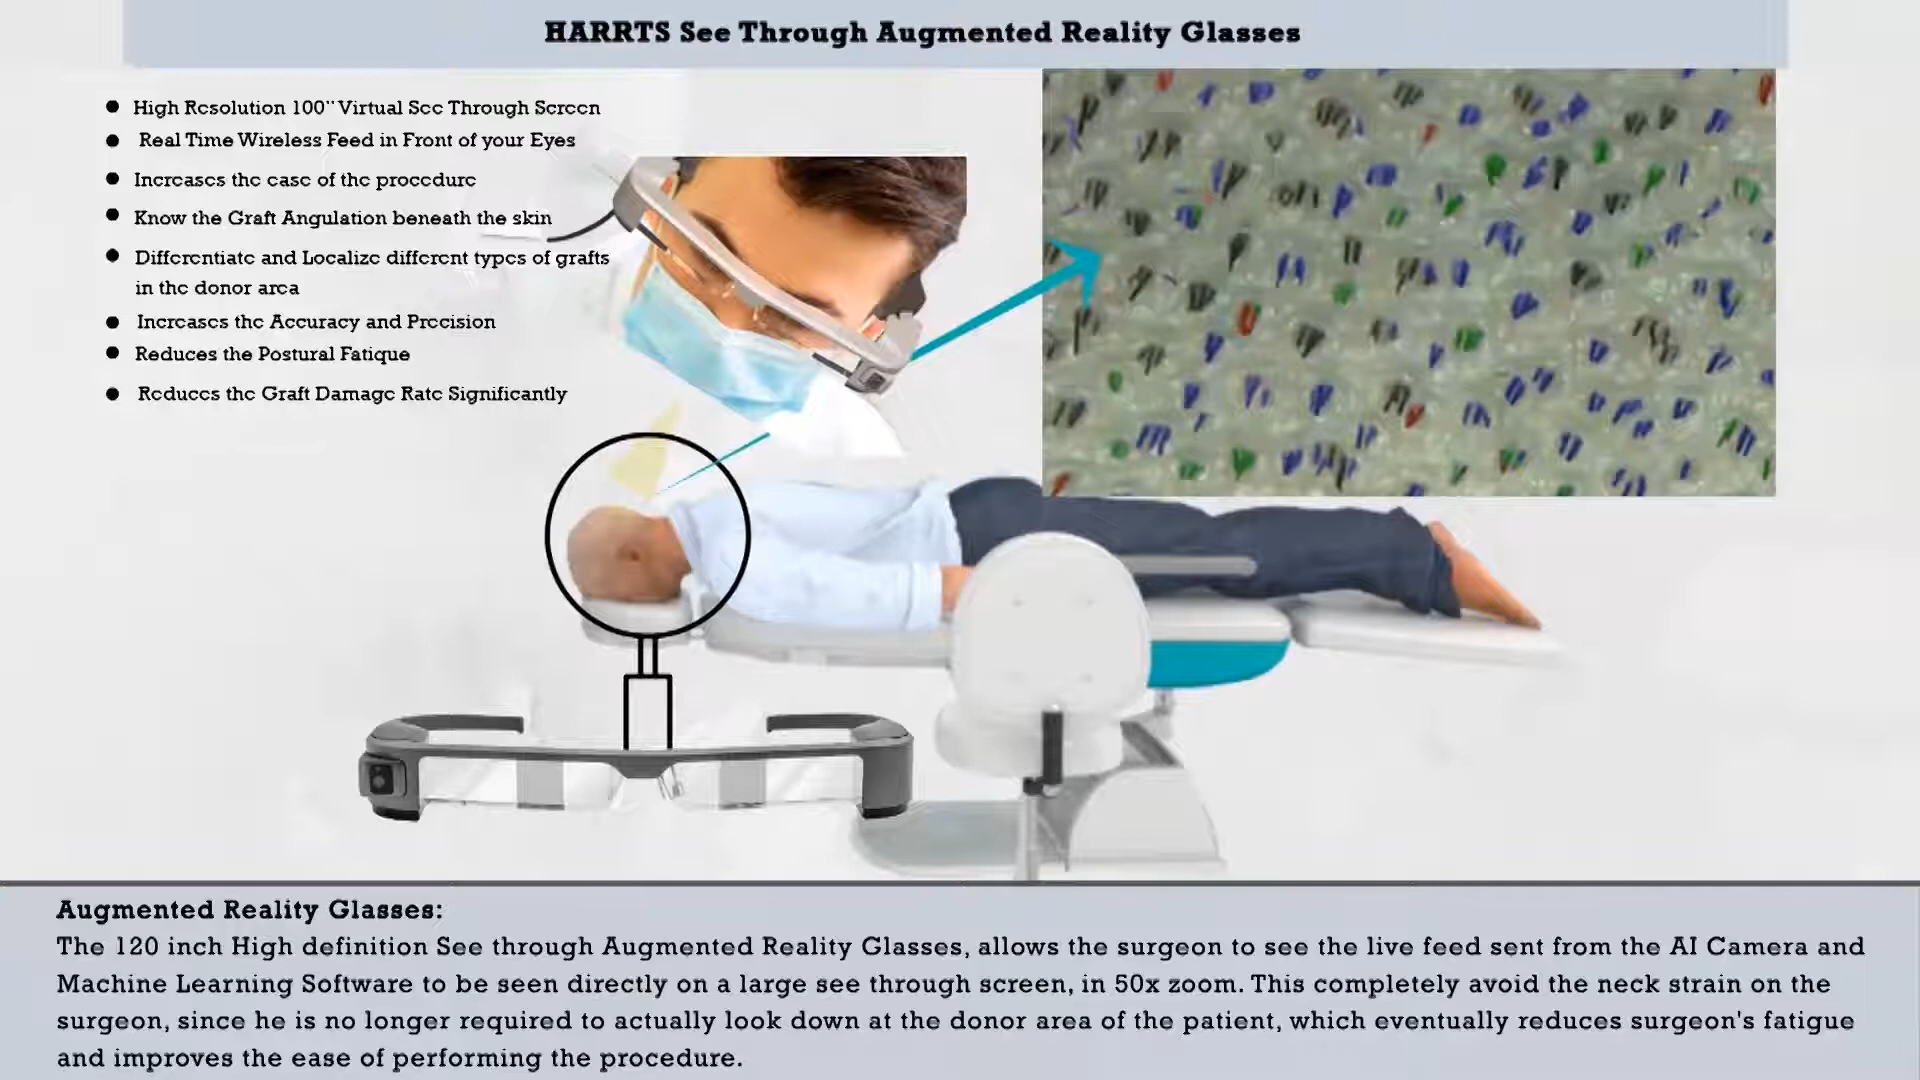 HARRTS See Through Augmented Reality Glasses
High Resolution 100" Virtual See Through Screen
Real Time Wireless Feed in Front of your Eyes
Increases the ease of the procedure
Know the Graft Angulation beneath the skin
Differentiate and Localize different types of grafts
in the donor area
Increases the Accuracy and Precision
Reduces the Postural Fatique
Reduces the Graft Damage Rate Significantly
Augmented Reality Glasses:
The 120 inch High definition See through Augmented Reality Glasses, allows the surgeon to see the live feed sent from the AI Camera and
Machine Learning Software to be seen directly on a large see through screen, in 50x zoom. This completely avoid the neck strain on the
surgeon, since he is no longer required to actually look down at the donor area of the patient, which eventually reduces surgeon's fatigue
and improves the ease of performing the procedure.